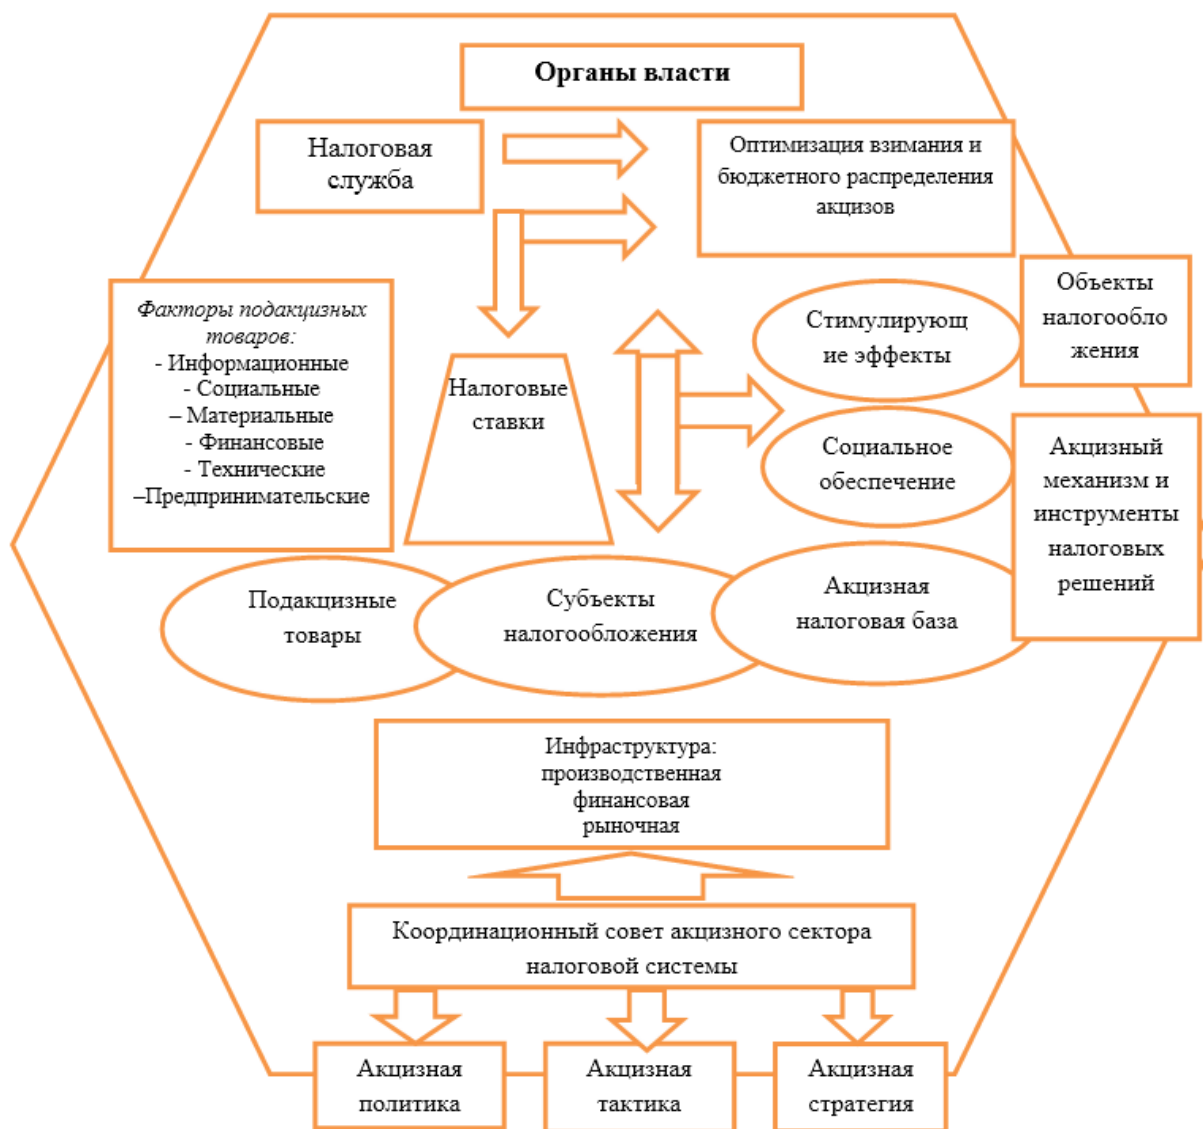 Органы власти
Налоговая
служба
Оптимизация взимания и
бюджетного распределения
акцизов
Факторы подакцизных
товаров:
- Информационные
- Социальные
– Материальные
- Финансовые
- Технические
–Предпринимательские
Налоговые
ставки
Стимулирующ
ие эффекты
Объекты
налогообло
жения
Социальное
обеспечение
Акцизный
механизм и
инструменты
налоговых
решений
Подакцизные
товары
Субъекты
налогообложения
Акцизная
налоговая база
Инфраструктура:
производственная
финансовая
рыночная
Координационный совет акцизного сектора
налоговой системы
Акцизная
политика
Акцизная
тактика
Акцизная
стратегия